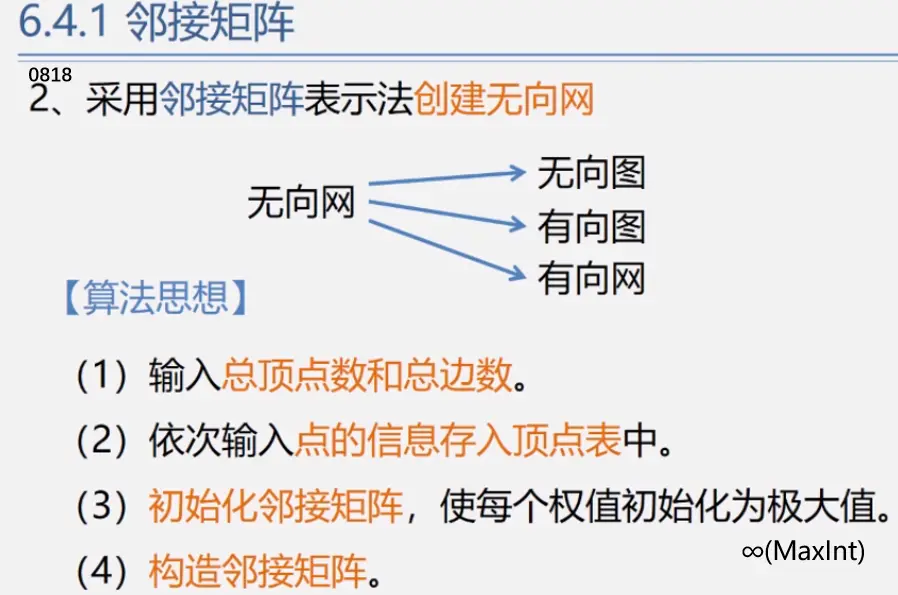 6.4.1 邻接矩阵
0818
2、采用邻接矩阵表示法创建无向网
无向网
无向图
有向图
有向网
【算法思想】
（1）输入总顶点数和总边数。
（2）依次输入点的信息存入顶点表中。
（3）初始化邻接矩阵，使每个权值初始化为极大值。
∞(MaxInt)
（4）构造邻接矩阵。